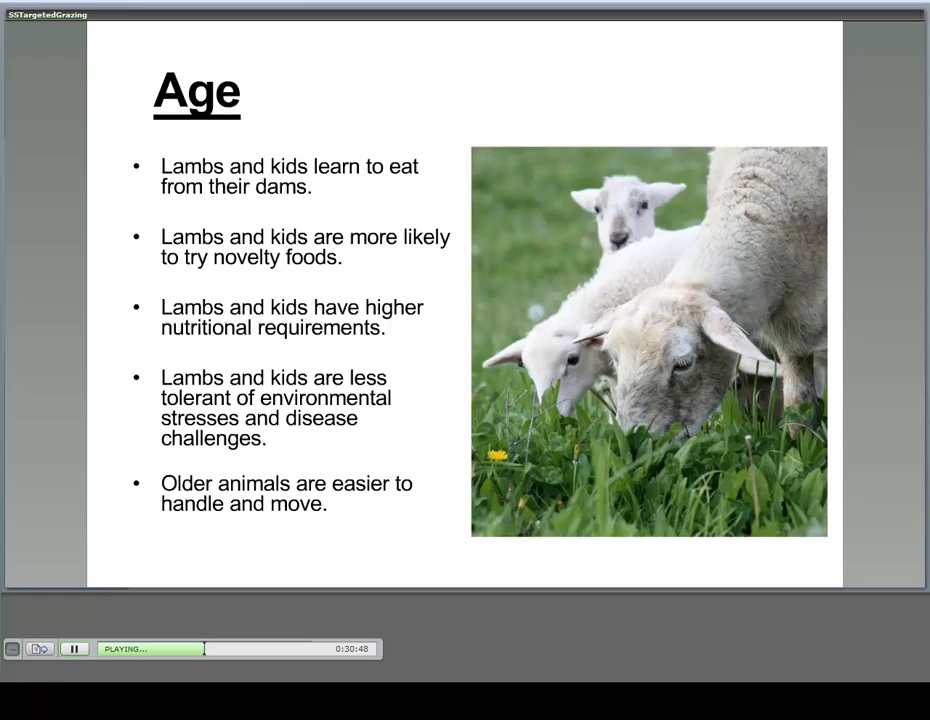 SSTargetedGrazing
Age
• Lambs and kids learn to eat
from their dams.
• Lambs and kids are more likely
to try novelty foods.
• Lambs and kids have higher
nutritional requirements.
• Lambs and kids are less
tolerant of environmental
stresses and disease
challenges.
• Older animals are easier to
handle and move.
PLAYING... 0:30:48